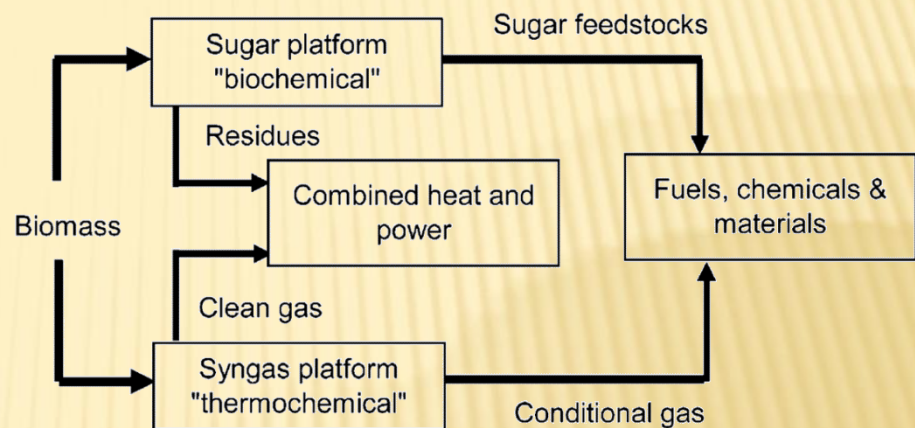 Sugar platform
"biochemical"
Sugar feedstocks
Residues
Combined heat and
power
Fuels, chemicals &
materials
Biomass
Clean gas
Syngas platform
"thermochemical"
Conditional gas